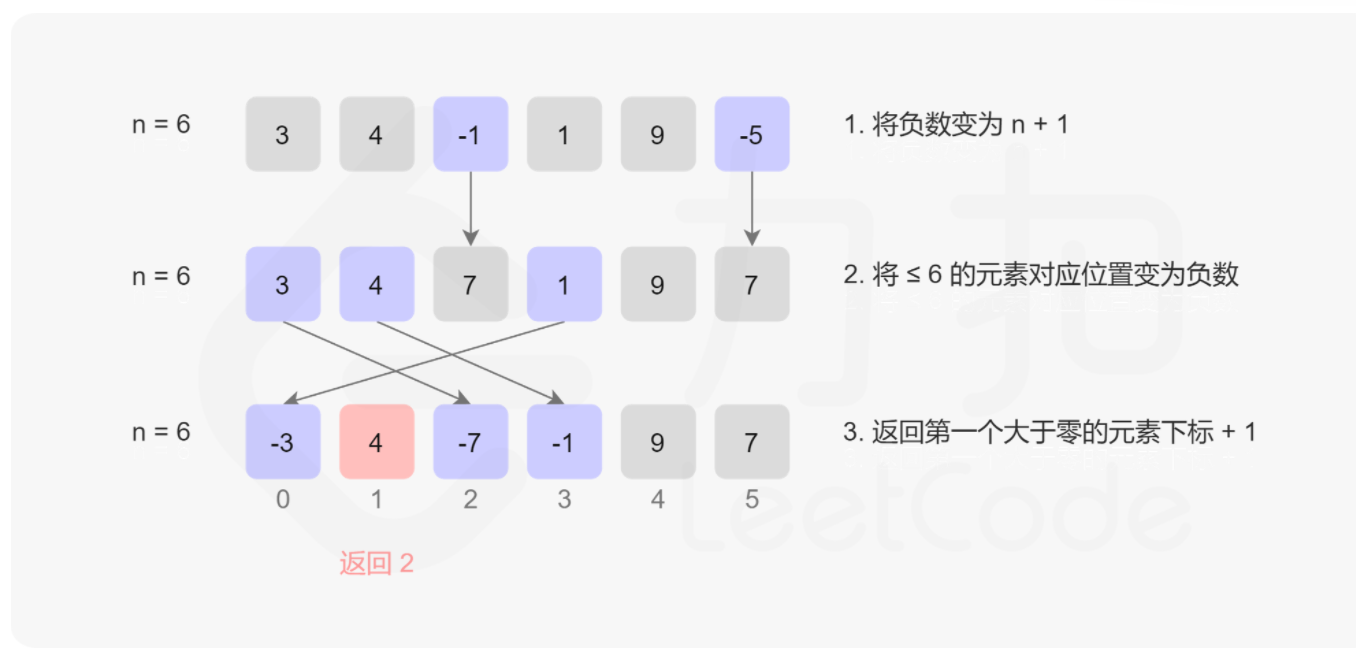 n = 6 3 4 -1 1 9 -5 1. 将负数变为 n + 1
n = 6 3 4 7 1 9 7 2. 将 ≤ 6 的元素对应位置变为负数
n = 6 -3 4 -7 -1 9 7 3. 返回第一个大于零的元素下标 + 1
0 1 2 3 4 5
返回 2
力扣
LeetCode